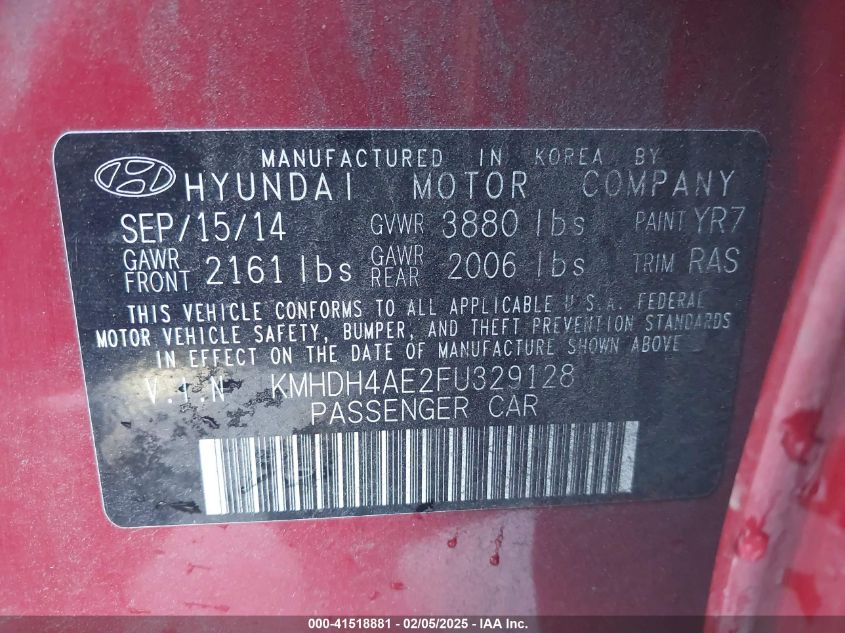 MANUFACTURED IN KOREA BY
HYUNDAI MOTOR COMPANY
SEP/15/14 GVWR 3880 lbs PAINT YR7
GAWR FRONT 2161 lbs GAWR REAR 2006 lbs TRIM RAS
THIS VEHICLE CONFORMS TO ALL APPLICABLE U.S.A. FEDERAL
MOTOR VEHICLE SAFETY, BUMPER, AND THEFT PREVENTION STANDARDS
IN EFFECT ON THE DATE OF MANUFACTURE SHOWN ABOVE
V.I.N KMHDH4AE2FU329128
PASSENGER CAR
000-41518881 - 02/05/2025 - IAA Inc.